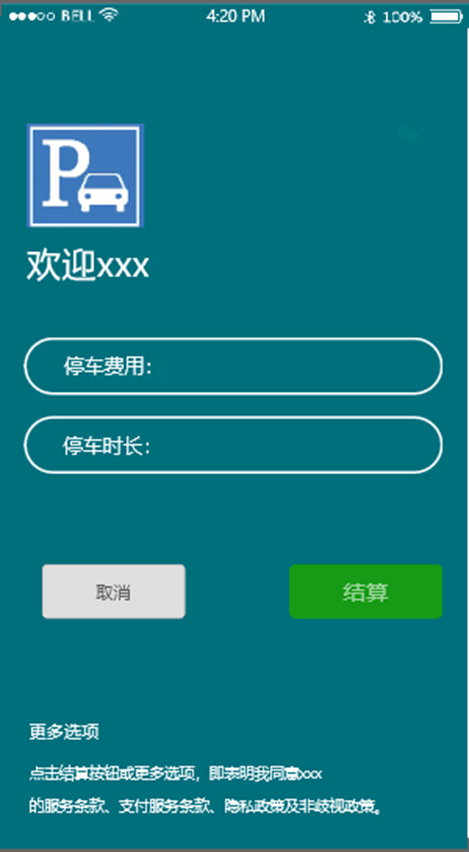 BELL 4:20 PM 100%
P
欢迎xxx
停车费用：
停车时长：
取消 结算
更多选项
点击结算按钮或更多选项，即表明我同意xxx
的服务条款、支付服务条款、隐私政策及非歧视政策。